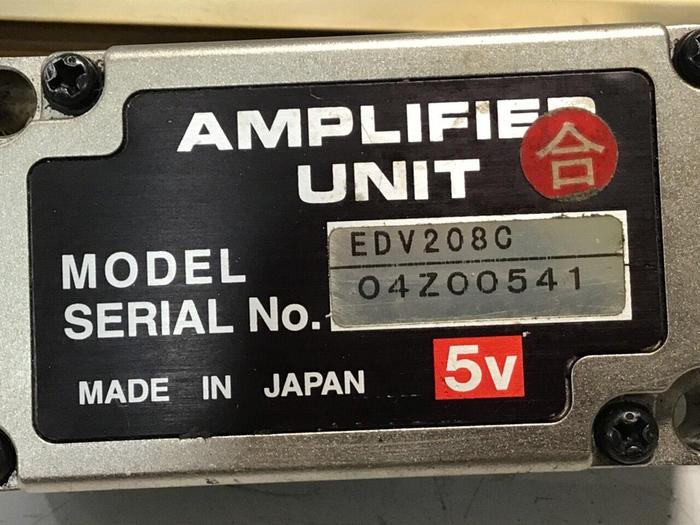 AMPLIFIER
合
UNIT
MODEL EDV208C
SERIAL No. 04Z00541
MADE IN JAPAN 5V